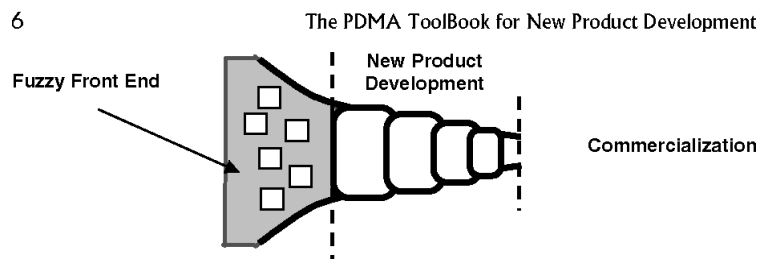 6
The PDMA ToolBook for New Product Development
New Product
Development
Fuzzy Front End
Commercialization